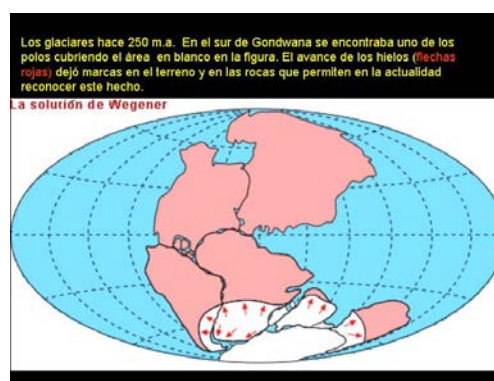 Los glaciares hace 250 m.a. En el sur de Gondwana se encontraba uno de los
polos cubriendo el área en blanco en la figura. El avance de los hielos (flechas
rojas) dejó marcas en el terreno y en las rocas que permiten en la actualidad
reconocer este hecho.
La solución de Wegener